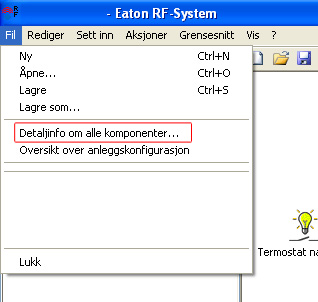 - Eaton RF-System
Fil Rediger Sett inn Aksjoner Grensesnitt Vis ?
Ny Ctrl+N
Åpne... Ctrl+O
Lagre Ctrl+S
Lagre som...
Detaljinfo om alle komponenter...
Oversikt over anleggskonfigurasjon
Termostat na
Lukk